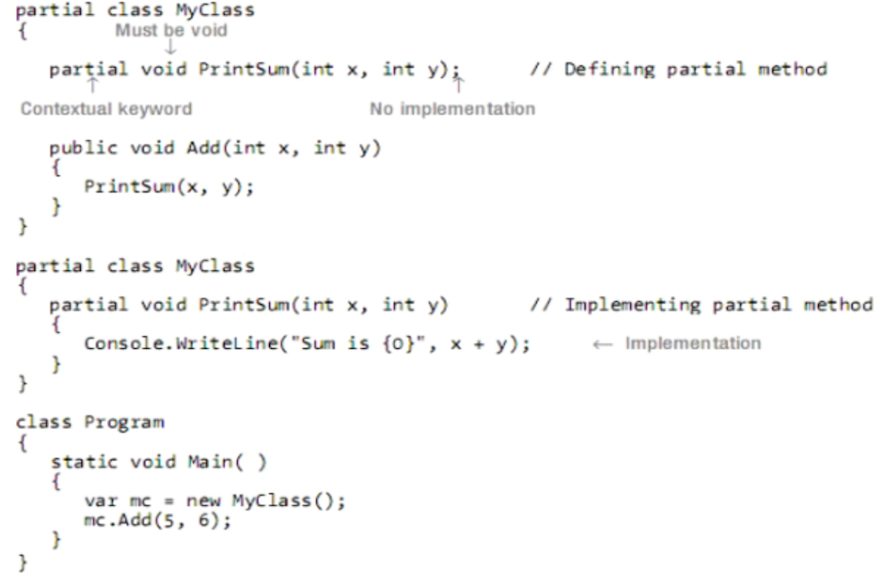 partial class MyClass
{
Must be void
↓
partial void PrintSum(int x, int y); // Defining partial method
↑ ↑
Contextual keyword No implementation
public void Add(int x, int y)
{
PrintSum(x, y);
}
}
partial class MyClass
{
partial void PrintSum(int x, int y) // Implementing partial method
{
Console.WriteLine("Sum is {0}", x + y); ← Implementation
}
}
class Program
{
static void Main( )
{
var mc = new MyClass();
mc.Add(5, 6);
}
}